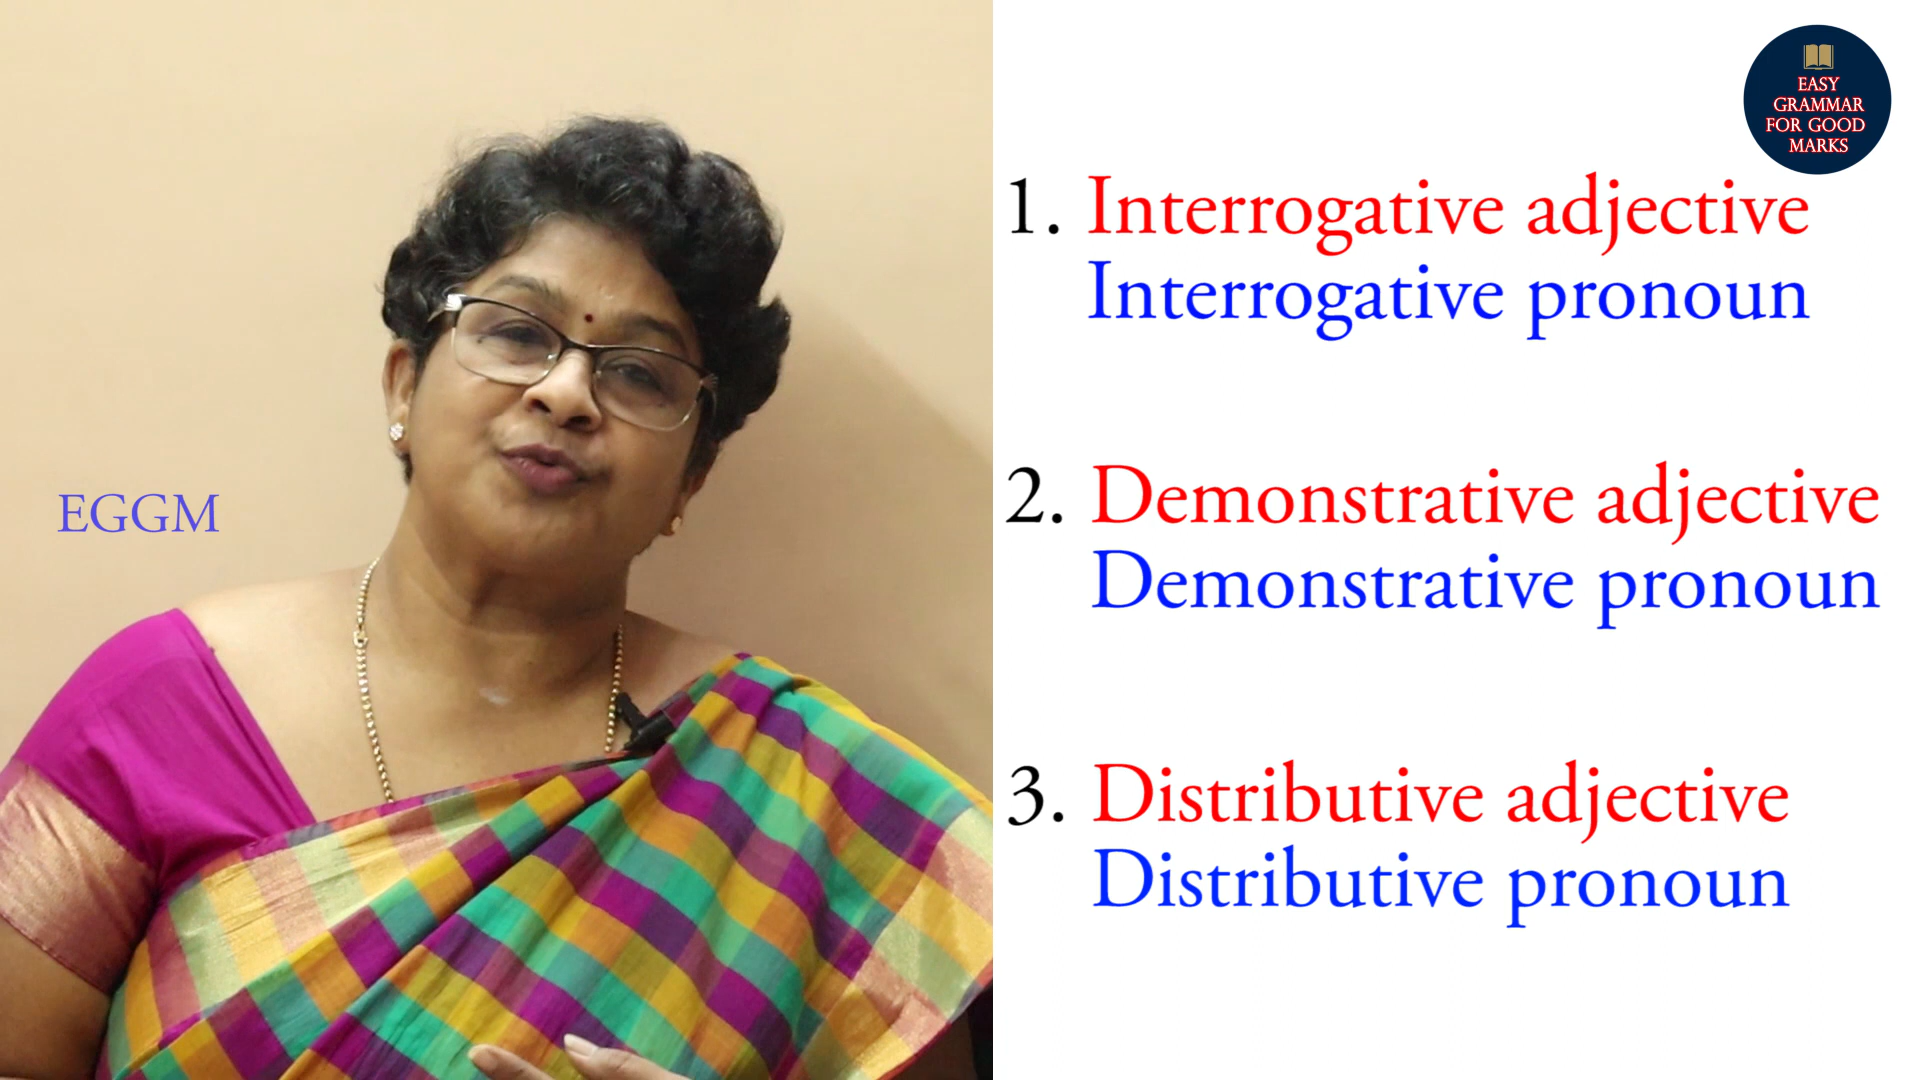 EASY
GRAMMAR
FOR GOOD
MARKS
1. Interrogative adjective
Interrogative pronoun
EGGM
2. Demonstrative adjective
Demonstrative pronoun
3. Distributive adjective
Distributive pronoun